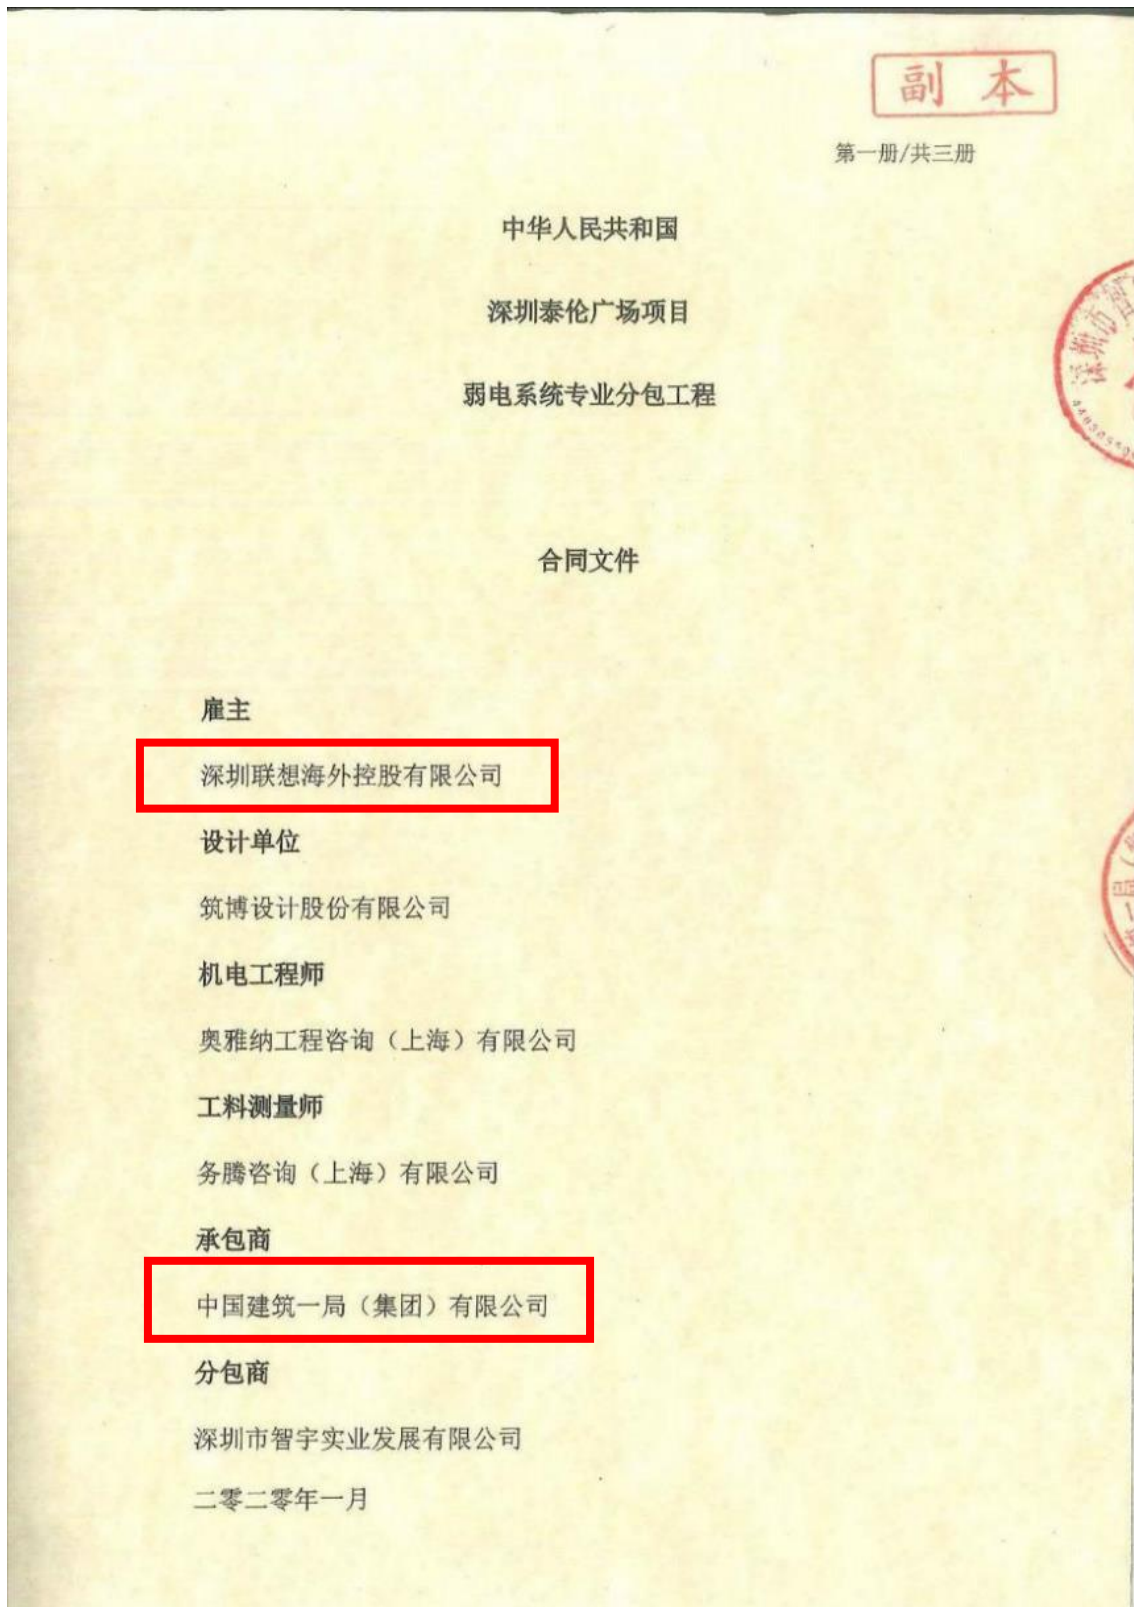 副 本
第一册/共三册
中华人民共和国
深圳泰伦广场项目
弱电系统专业分包工程
合同文件
雇主
深圳联想海外控股有限公司
设计单位
筑博设计股份有限公司
机电工程师
奥雅纳工程咨询（上海）有限公司
工料测量师
务腾咨询（上海）有限公司
承包商
中国建筑一局（集团）有限公司
分包商
深圳市智宇实业发展有限公司
二零二零年一月
深圳市智